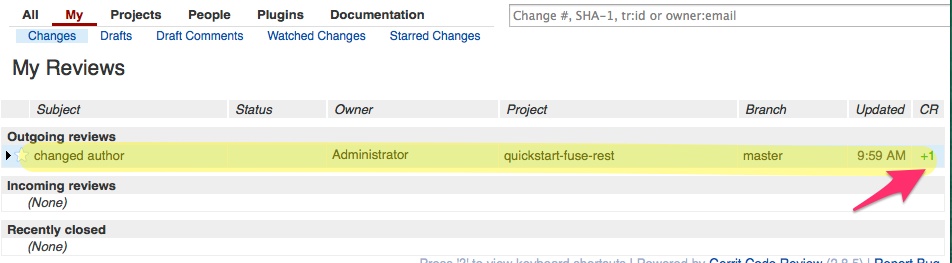 All My Projects People Plugins Documentation Change #, SHA-1, tr:id or owner:email
Changes Drafts Draft Comments Watched Changes Starred Changes
My Reviews
Subject Status Owner Project Branch Updated CR
Outgoing reviews
changed author Administrator quickstart-fuse-rest master 9:59 AM +1
Incoming reviews
(None)
Recently closed
(None)
Press '?' to view keyboard shortcuts | Powered by Gerrit Code Review (2.8.5) | Report Bug